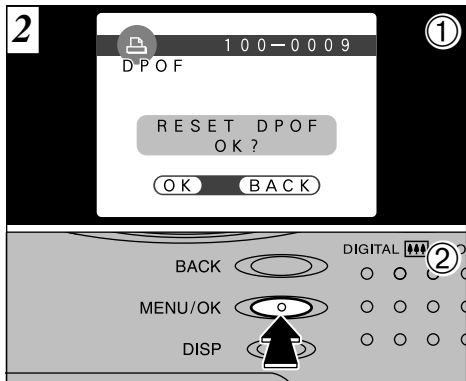 2
①
100-0009
DPOF
RESET DPOF
OK?
OK BACK
②
DIGITAL
BACK
MENU/OK
DISP